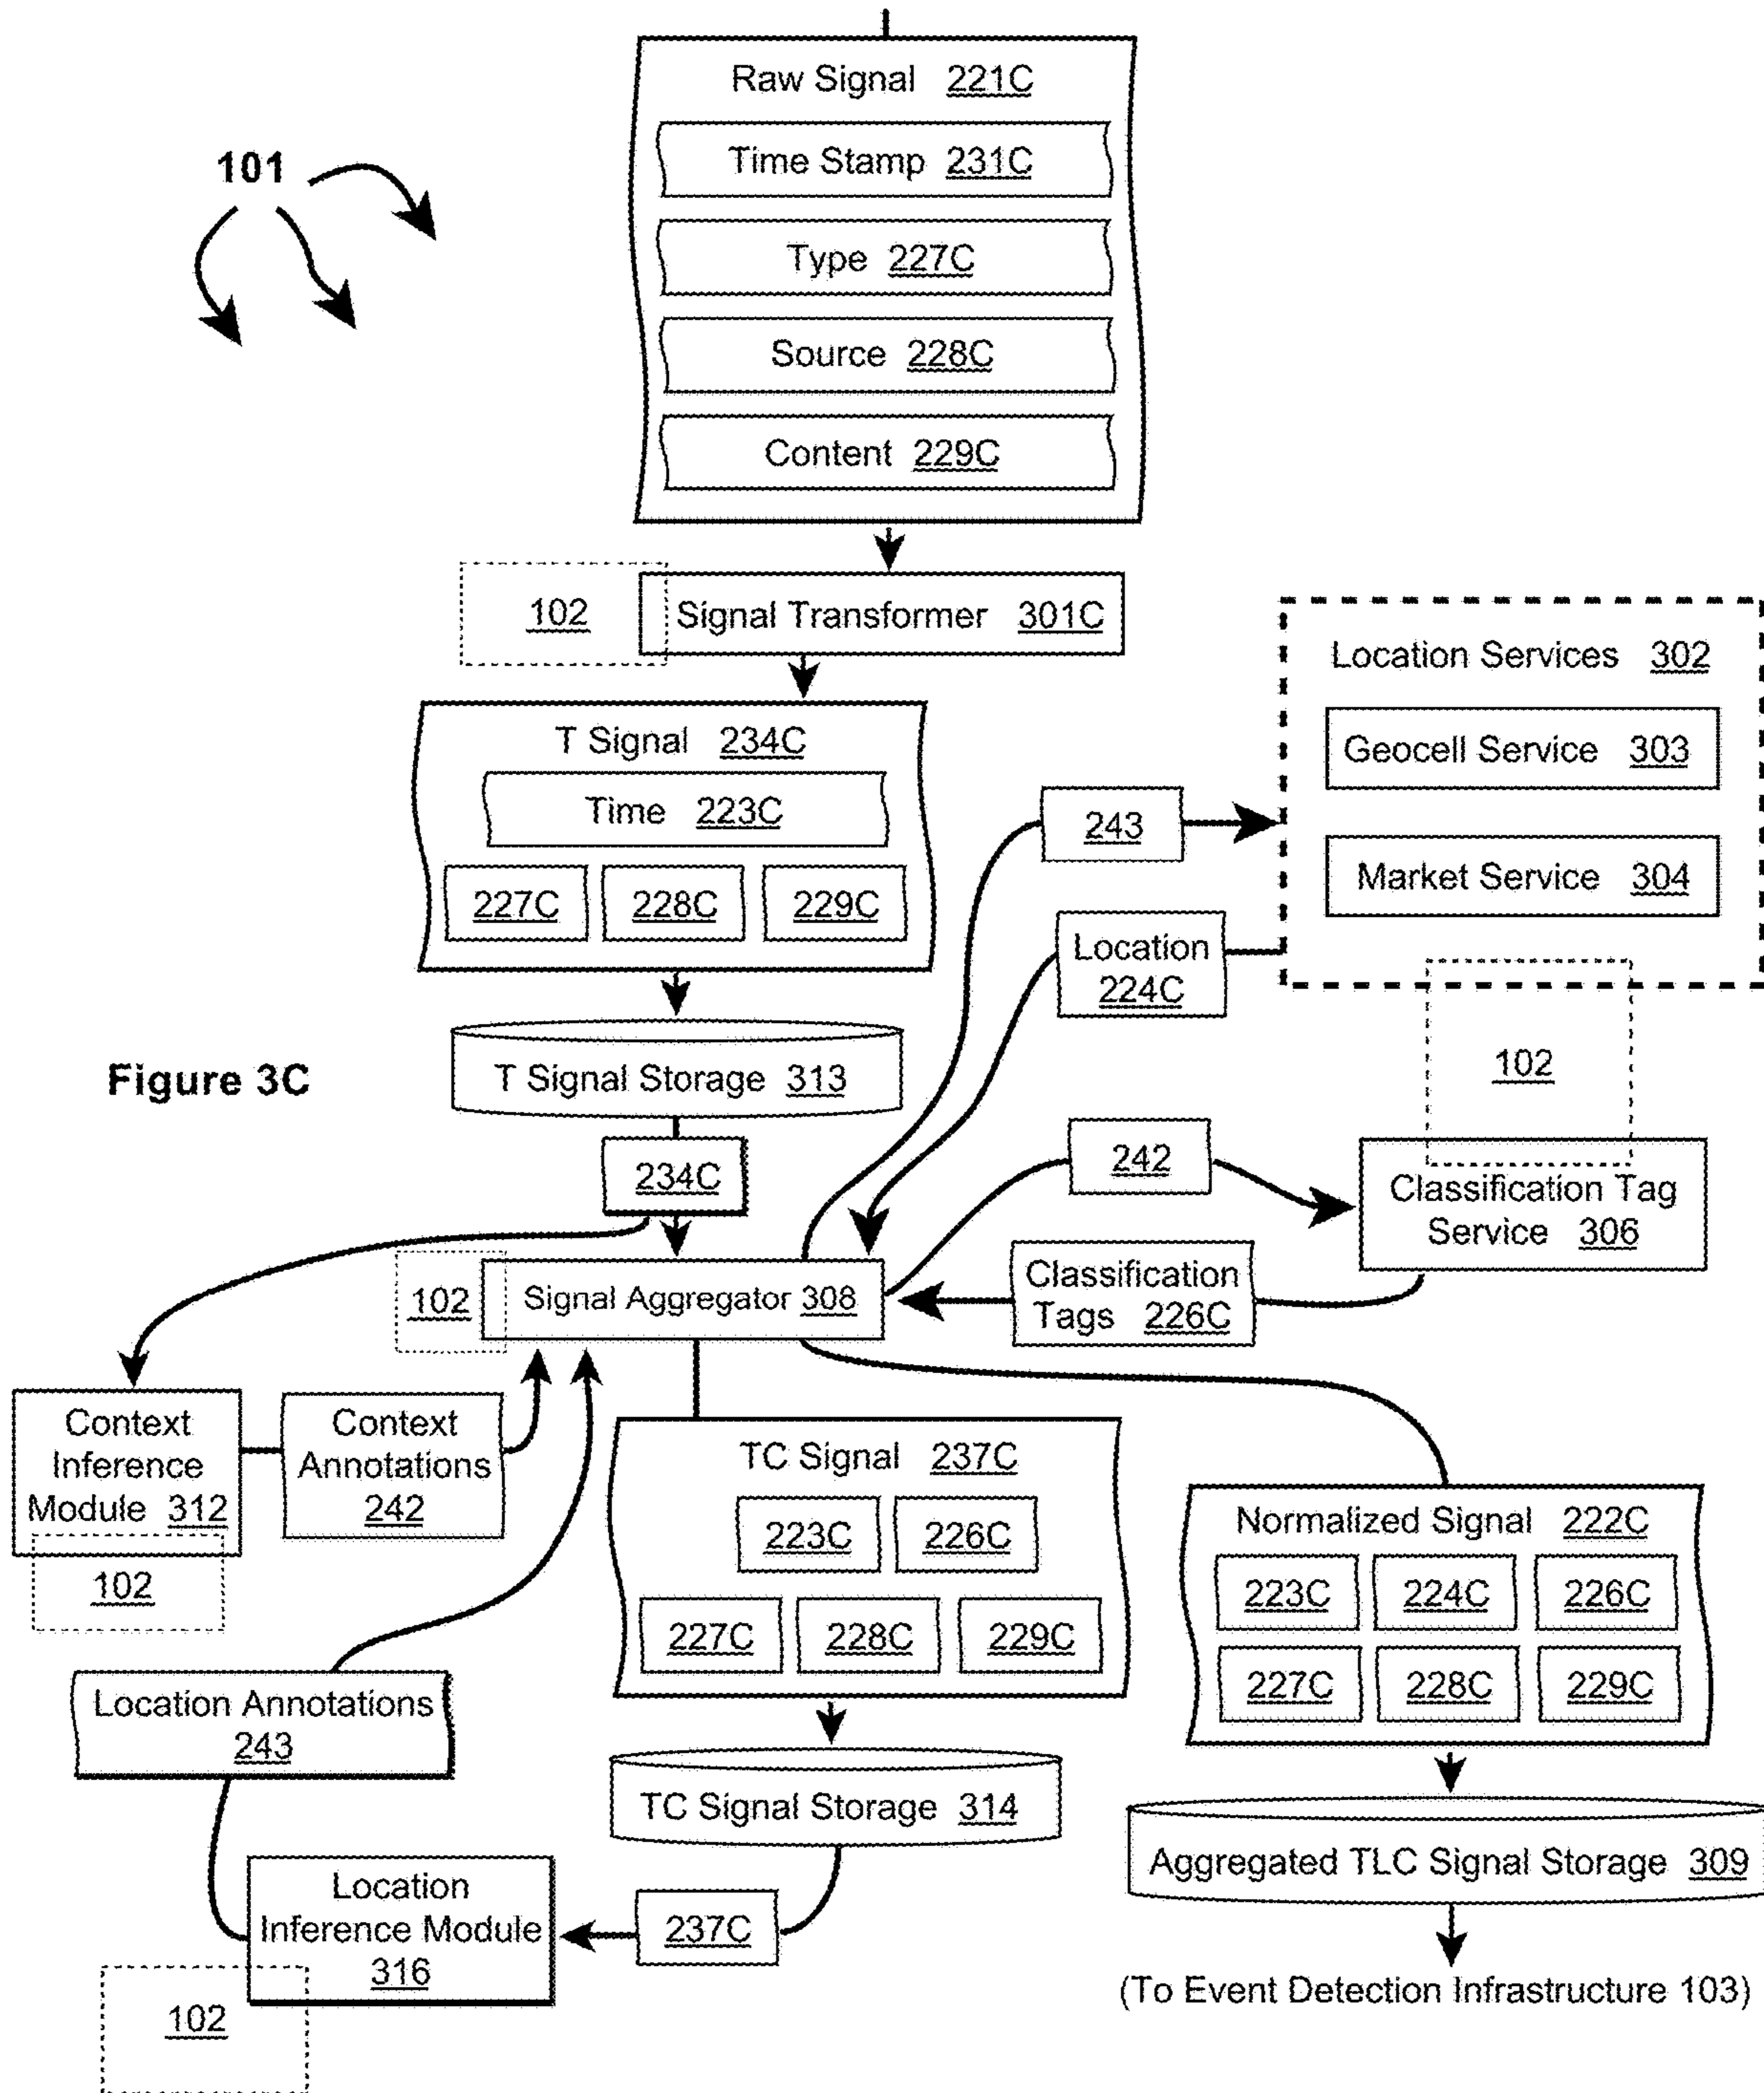 Raw Signal 221C
Time Stamp 231C
Type 227C
Source 228C
Content 229C
101
102
Signal Transformer 301C
T Signal 234C
Time 223C
227C 228C 229C
Location Services 302
Geocell Service 303
Market Service 304
243
Location
224C
102
Figure 3C
T Signal Storage 313
234C
242
Classification Tag
Service 306
102
Signal Aggregator 308
Classification
Tags 226C
Context
Inference
Module 312
102
Context
Annotations
242
TC Signal 237C
223C 226C
227C 228C 229C
Normalized Signal 222C
223C 224C 226C
227C 228C 229C
Location Annotations
243
TC Signal Storage 314
Aggregated TLC Signal Storage 309
Location
Inference Module
316
102
237C
(To Event Detection Infrastructure 103)